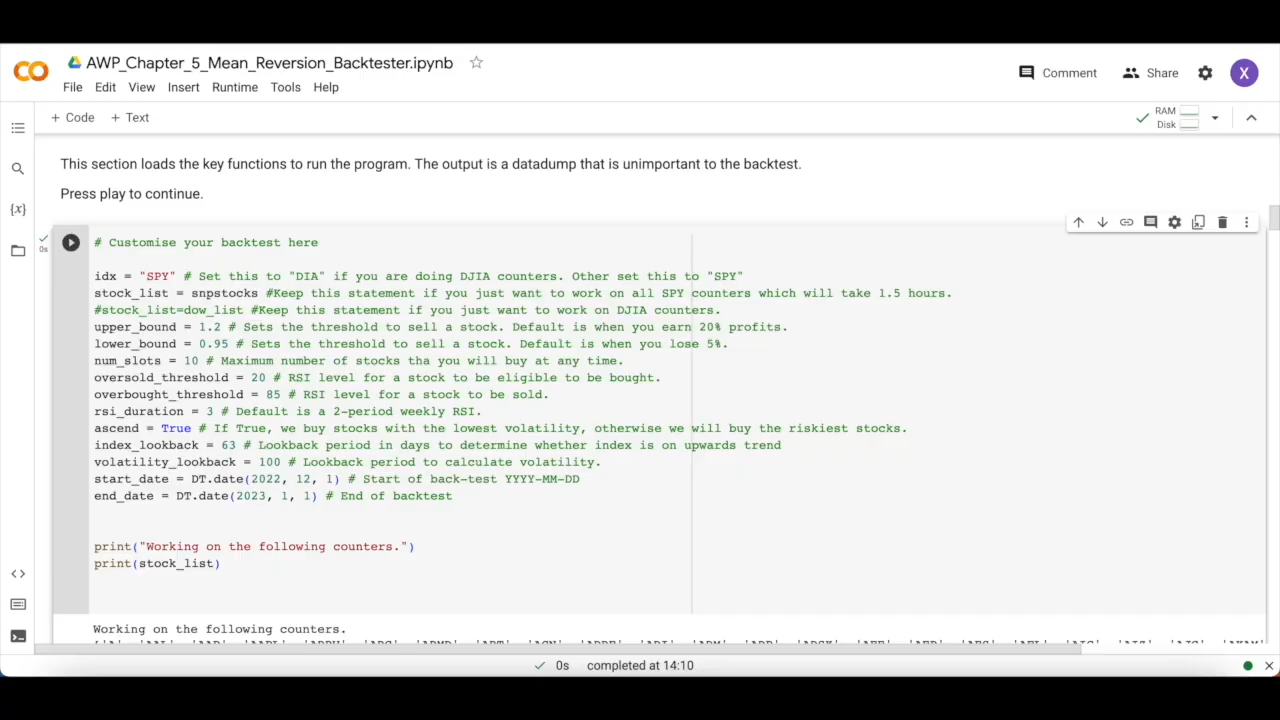 AWP_Chapter_5_Mean_Reversion_Backtester.ipynb
File Edit View Insert Runtime Tools Help
Comment
Share
X
+ Code + Text
RAM
Disk
This section loads the key functions to run the program. The output is a datadump that is unimportant to the backtest.
Press play to continue.
0s
# Customise your backtest here
idx = "SPY" # Set this to "DIA" if you are doing DJIA counters. Other set this to "SPY"
stock_list = snpstocks #Keep this statement if you just want to work on all SPY counters which will take 1.5 hours.
#stock_list=dow_list #Keep this statement if you just want to work on DJIA counters.
upper_bound = 1.2 # Sets the threshold to sell a stock. Default is when you earn 20% profits.
lower_bound = 0.95 # Sets the threshold to sell a stock. Default is when you lose 5%.
num_slots = 10 # Maximum number of stocks tha you will buy at any time.
oversold_threshold = 20 # RSI level for a stock to be eligible to be bought.
overbought_threshold = 85 # RSI level for a stock to be sold.
rsi_duration = 3 # Default is a 2-period weekly RSI.
ascend = True # If True, we buy stocks with the lowest volatility, otherwise we will buy the riskiest stocks.
index_lookback = 63 # Lookback period in days to determine whether index is on upwards trend
volatility_lookback = 100 # Lookback period to calculate volatility.
start_date = DT.date(2022, 12, 1) # Start of back-test YYYY-MM-DD
end_date = DT.date(2023, 1, 1) # End of backtest
print("Working on the following counters.")
print(stock_list)
Working on the following counters.
0s completed at 14:10